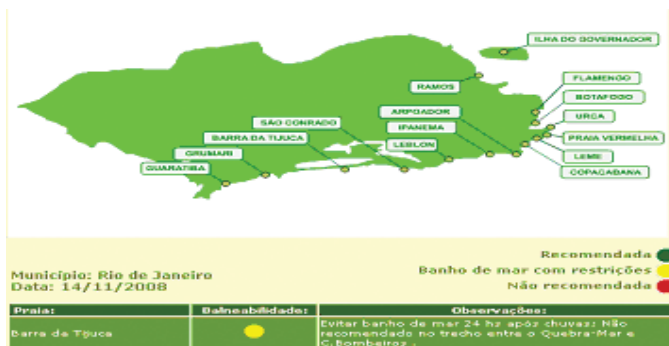 ILHA DO GOVERNADOR
RAMOS
FLAMENGO
BOTAFOGO
ARPOADOR
URCA
SÃO CONRADO
IPANEMA
BARRA DA TIJUCA
PRAIA VERMELHA
LEBLON
GRUMARI
LEME
GUARATIBA
COPACABANA
Recomendada
Município: Rio de Janeiro
Banho de mar com restrições
Data: 14/11/2008
Não recomendada
Praia: Balneabilidade: Observações:
Barra da Tijuca
Evitar banho de mar 24 hs após chuvas; Não
recomendado no trecho entre o Quebra-Mar e
C.Bombeiros .